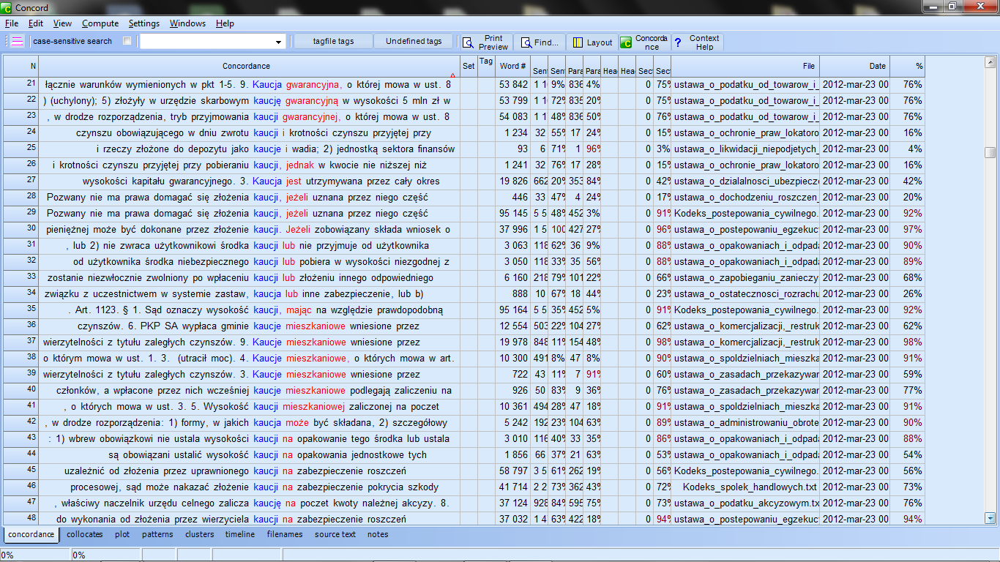 Concord
File Edit View Compute Settings Windows Help
case-sensitive search tagfile tags Undefined tags Print Preview Find... Layout Concorda nce ? Context Help
N Concordance Set Tag Word # Sent Sent Para Para Head Head Sect Sect File Date %
21 łącznie warunków wymienionych w pkt 1-5. 9. Kaucja gwarancyjna, o której mowa w ust. 8 53 842 1 1 9% 836 4% 0 75% ustawa_o_podatku_od_towarow_i_ 2012-mar-23 00 76%
22 ) (uchylony); 5) złożyły w urzędzie skarbowym kaucję gwarancyjną w wysokości 5 mln zł w 53 799 1 1 72% 835 20% 0 75% ustawa_o_podatku_od_towarow_i_ 2012-mar-23 00 76%
23 , w drodze rozporządzenia, tryb przyjmowania kaucji gwarancyjnej, o której mowa w ust. 8 54 083 1 1 48% 836 50% 0 76% ustawa_o_podatku_od_towarow_i_ 2012-mar-23 00 76%
24 czynszu obowiązującego w dniu zwrotu kaucji i krotności czynszu przyjętej przy 1 234 32 55% 17 24% 0 15% ustawa_o_ochronie_praw_lokatoro 2012-mar-23 00 16%
25 i rzeczy złożone do depozytu jako kaucje i wadia; 2) jednostką sektora finansów 93 6 71% 1 96% 0 3% ustawa_o_likwidacji_niepodjetych_ 2012-mar-23 00 4%
26 i krotności czynszu przyjętej przy pobieraniu kaucji, jednak w kwocie nie niższej niż 1 241 32 76% 17 28% 0 15% ustawa_o_ochronie_praw_lokatoro 2012-mar-23 00 16%
27 wysokości kapitału gwarancyjnego. 3. Kaucja jest utrzymywana przez cały okres 19 826 662 20% 353 84% 0 42% ustawa_o_dzialalnosci_ubezpiecze 2012-mar-23 00 42%
28 Pozwany nie ma prawa domagać się złożenia kaucji, jeżeli uznana przez niego część 446 33 47% 4 24% 0 17% ustawa_o_dochodzeniu_roszczen_ 2012-mar-23 00 20%
29 Pozwany nie ma prawa domagać się złożenia kaucji, jeżeli uznana przez niego część 95 145 5 5 48% 452 3% 0 91% Kodeks_postepowania_cywilnego. 2012-mar-23 00 92%
30 pieniężnej może być dokonane przez złożenie kaucji. Jeżeli zobowiązany składa wniosek o 37 996 1 5 100 427 27% 0 96% ustawa_o_postepowaniu_egzekuc 2012-mar-23 00 97%
31 , lub 2) nie zwraca użytkownikowi środka kaucji lub nie przyjmuje od użytkownika 3 063 118 62% 36 9% 0 88% ustawa_o_opakowaniach_i_odpada 2012-mar-23 00 90%
32 od użytkownika środka niebezpiecznego kaucji lub pobiera w wysokości niezgodnej z 3 050 118 33% 35 56% 0 88% ustawa_o_opakowaniach_i_odpada 2012-mar-23 00 89%
33 zostanie niezwłocznie zwolniony po wpłaceniu kaucji lub złożeniu innego odpowiedniego 6 160 218 79% 101 22% 0 66% ustawa_o_zapobieganiu_zanieczy 2012-mar-23 00 68%
34 związku z uczestnictwem w systemie zastaw, kaucja lub inne zabezpieczenie, lub b) 888 10 67% 18 44% 0 23% ustawa_o_ostatecznosci_rozrachu 2012-mar-23 00 26%
35 . Art. 1123. § 1. Sąd oznaczy wysokość kaucji, mając na względzie prawdopodobną 95 164 5 5 35% 452 5% 0 91% Kodeks_postepowania_cywilnego. 2012-mar-23 00 92%
36 czynszów. 6. PKP SA wypłaca gminie kaucje mieszkaniowe wniesione przez 12 554 503 22% 104 27% 0 62% ustawa_o_komercjalizacji,_restruk 2012-mar-23 00 62%
37 wierzytelności z tytułu zaległych czynszów. 9. Kaucje mieszkaniowe wniesione przez 19 978 848 11% 154 48% 0 98% ustawa_o_komercjalizacji,_restruk 2012-mar-23 00 98%
38 o którym mowa w ust. 1. 3. (utracił moc). 4. Kaucje mieszkaniowe, o których mowa w art. 10 300 491 8% 47 8% 0 90% ustawa_o_spoldzielniach_mieszka 2012-mar-23 00 91%
39 wierzytelności z tytułu zaległych czynszów. 3. Kaucje mieszkaniowe wniesione przez 722 43 11% 7 91% 0 60% ustawa_o_zasadach_przekazywar 2012-mar-23 00 59%
40 członków, a wpłacone przez nich wcześniej kaucje mieszkaniowe podlegają zaliczeniu na 926 50 83% 9 36% 0 76% ustawa_o_zasadach_przekazywar 2012-mar-23 00 77%
41 , o których mowa w ust. 3. 5. Wysokość kaucji mieszkaniowej zaliczonej na poczet 10 361 494 28% 47 18% 0 91% ustawa_o_spoldzielniach_mieszka 2012-mar-23 00 91%
42 , w drodze rozporządzenia: 1) formy, w jakich kaucja może być składana, 2) szczegółowy 5 242 192 23% 104 63% 0 89% ustawa_o_administrowaniu_obrote 2012-mar-23 00 90%
43 : 1) wbrew obowiązkowi nie ustala wysokości kaucji na opakowanie tego środka lub ustala 3 010 116 40% 33 35% 0 86% ustawa_o_opakowaniach_i_odpada 2012-mar-23 00 88%
44 są obowiązani ustalić wysokość kaucji na opakowania jednostkowe tych 1 856 66 37% 21 63% 0 53% ustawa_o_opakowaniach_i_odpada 2012-mar-23 00 54%
45 uzależnić od złożenia przez uprawnionego kaucji na zabezpieczenie roszczeń 58 797 3 5 61% 262 19% 0 56% Kodeks_postepowania_cywilnego. 2012-mar-23 00 56%
46 procesowej, sąd może nakazać złożenie kaucji na zabezpieczenie pokrycia szkody 41 714 2 2 73% 362 43% 0 72% Kodeks_spolek_handlowych.txt 2012-mar-23 00 73%
47 , właściwy naczelnik urzędu celnego zalicza kaucję na poczet kwoty należnej akcyzy. 8. 37 124 928 84% 595 75% 0 73% ustawa_o_podatku_akcyzowym.tx 2012-mar-23 00 76%
48 do wykonania od złożenia przez wierzyciela kaucji na zabezpieczenie roszczeń 37 032 1 4 63% 422 18% 0 94% ustawa_o_postepowaniu_egzekuc 2012-mar-23 00 94%
concordance collocates plot patterns clusters timeline filenames source text notes
0% 0%